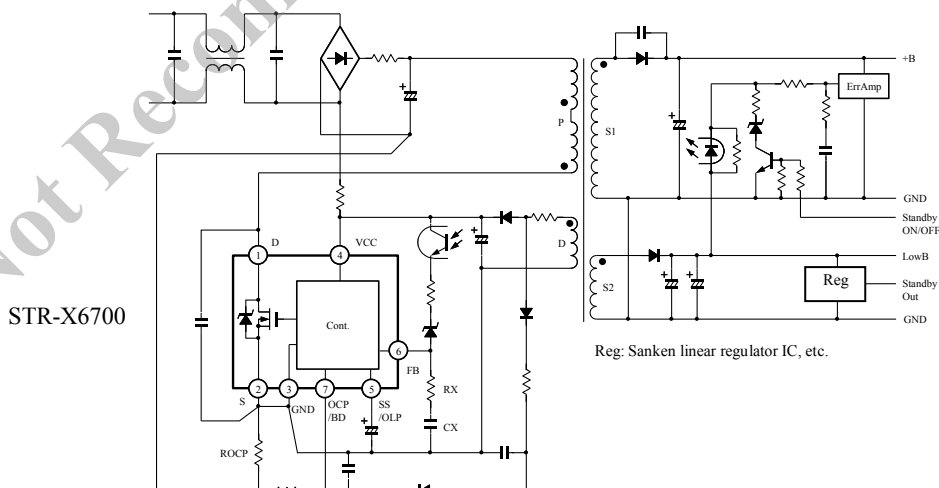 Not Recom
+B
ErrAmp
P
S1
GND
Standby
ON/OFF
D
LowB
D
VCC
1
4
S2
Reg
Standby
Out
STR-X6700
Cont.
GND
6
FB
Reg: Sanken linear regulator IC, etc.
2
3
7
5
RX
S
GND
OCP
/BD
SS
/OLP
CX
ROCP